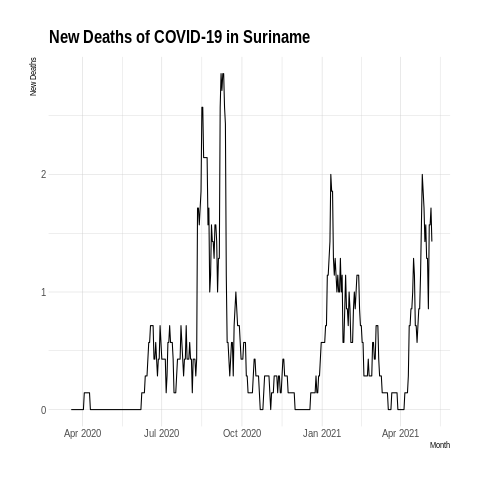 New Deaths of COVID-19 in Suriname
New Deaths
2
1
0
Apr 2020 Jul 2020 Oct 2020 Jan 2021 Apr 2021
Month